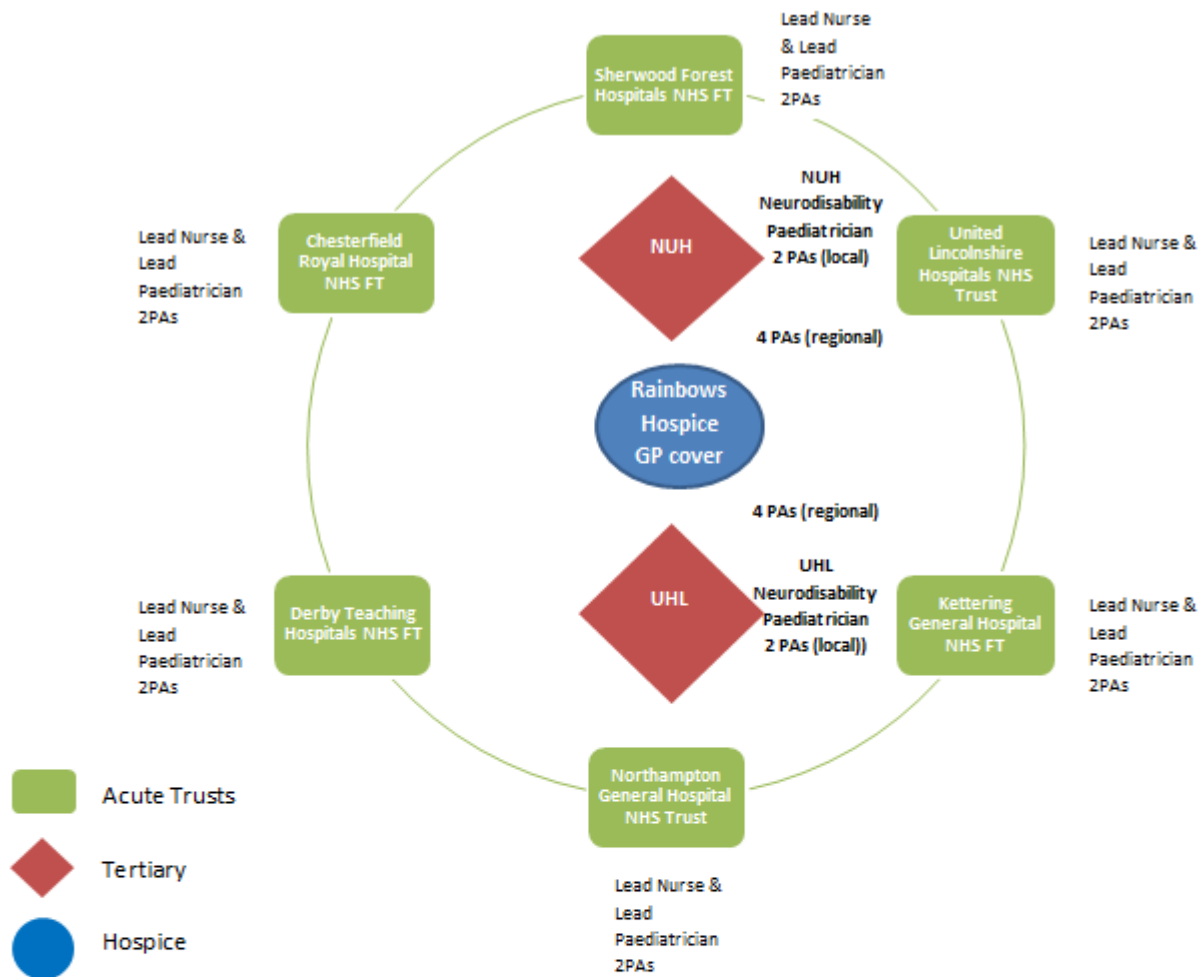 Lead Nurse
& Lead
Paediatrician
2PAs
Sherwood Forest
Hospitals NHS FT
NUH
Neurodisability
Paediatrician
2 PAs (local)
NUH
4 PAs (regional)
Lead Nurse &
Lead
Paediatrician
2PAs
Chesterfield
Royal Hospital
NHS FT
United
Lincolnshire
Hospitals NHS
Trust
Lead Nurse &
Lead
Paediatrician
2PAs
Rainbows
Hospice
GP cover
4 PAs (regional)
UHL
Neurodisability
Paediatrician
2 PAs (local))
UHL
Lead Nurse &
Lead
Paediatrician
2PAs
Derby Teaching
Hospitals NHS FT
Kettering
General Hospital
NHS FT
Lead Nurse &
Lead
Paediatrician
2PAs
Northampton
General Hospital
NHS Trust
Lead Nurse &
Lead
Paediatrician
2PAs
Acute Trusts
Tertiary
Hospice